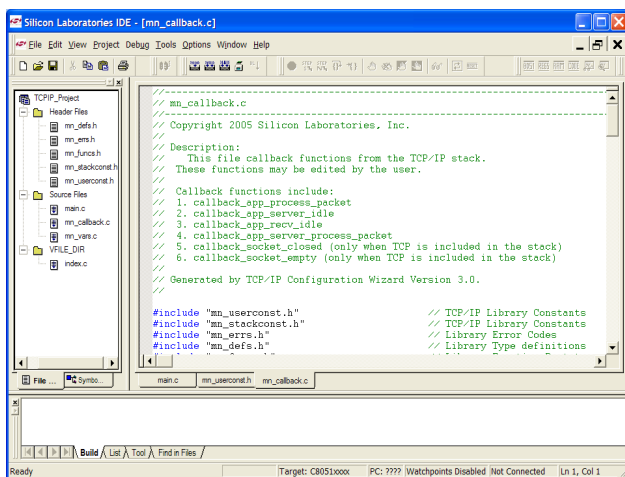 Silicon Laboratories IDE - [mn_callback.c]
File Edit View Project Debug Tools Options Window Help
TCPIP_Project
Header Files
mn_defs.h
mn_errs.h
mn_funcs.h
mn_stackconst.h
mn_userconst.h
Source Files
main.c
mn_callback.c
mn_vars.c
VFILE_DIR
index.c
File ... Symbo...
//-----------------------------------------------------------------------------
// mn_callback.c
//-----------------------------------------------------------------------------
// Copyright 2005 Silicon Laboratories, Inc.
//
// Description:
//    This file callback functions from the TCP/IP stack.
//  These functions may be edited by the user.
//
//  Callback functions include:
//  1. callback_app_process_packet
//  2. callback_app_server_idle
//  3. callback_app_recv_idle
//  4. callback_app_server_process_packet
//  5. callback_socket_closed (only when TCP is included in the stack)
//  6. callback_socket_empty (only when TCP is included in the stack)
//
// Generated by TCP/IP Configuration Wizard Version 3.0.
//
#include "mn_userconst.h" // TCP/IP Library Constants
#include "mn_stackconst.h" // TCP/IP Library Constants
#include "mn_errs.h" // Library Error Codes
#include "mn_defs.h" // Library Type definitions
main.c mn_userconst.h mn_callback.c
Build List Tool Find in Files
Ready Target: C8051xxxx PC: ???? Watchpoints Disabled Not Connected Ln 1, Col 1